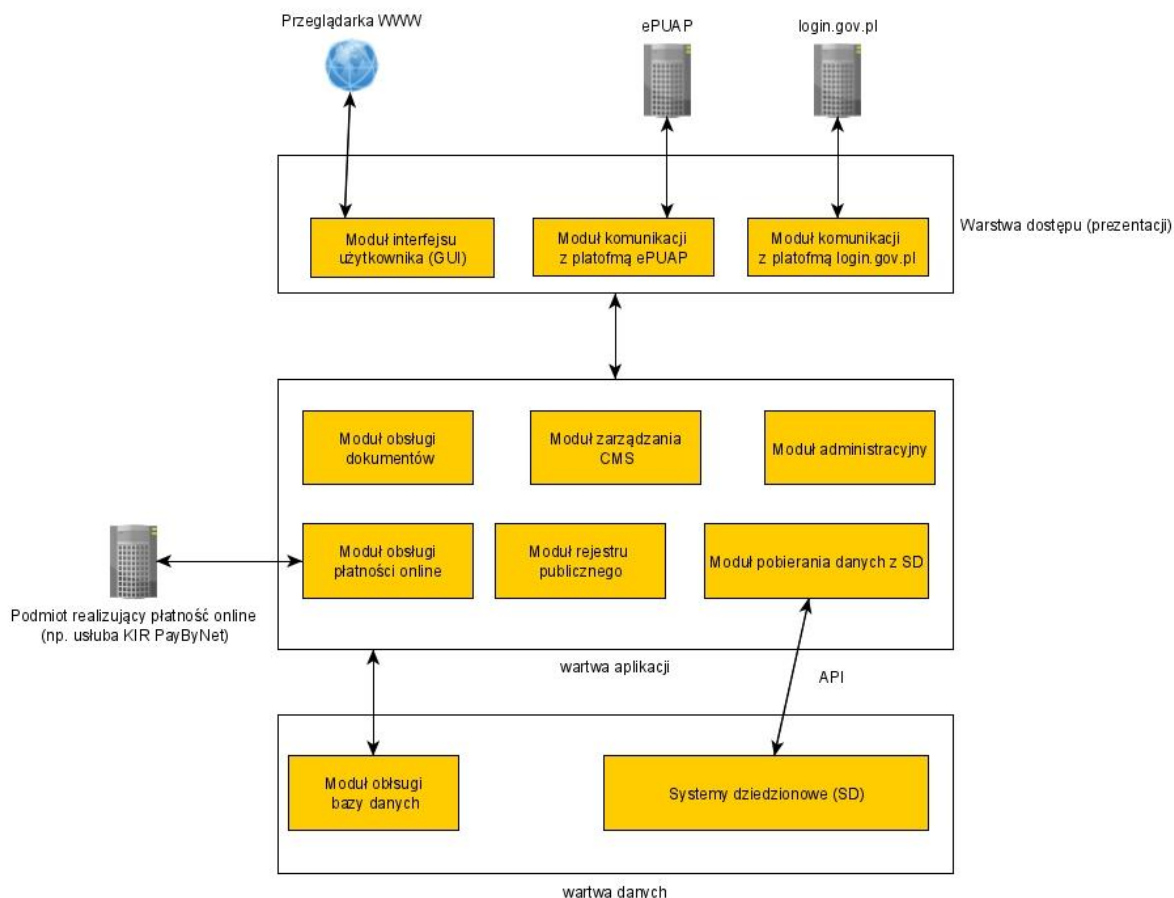 Przeglądarka WWW
ePUAP
login.gov.pl
Moduł interfejsu
użytkownika (GUI)
Moduł komunikacji
z platofmą ePUAP
Moduł komunikacji
z platofmą login.gov.pl
Warstwa dostępu (prezentacji)
Moduł obsługi
dokumentów
Moduł zarządzania
CMS
Moduł administracyjny
Moduł obsługi
płatności online
Moduł rejestru
publicznego
Moduł pobierania danych z SD
Podmiot realizujący płatność online
(np. usłuba KIR PayByNet)
wartwa aplikacji
API
Moduł obłsugi
bazy danych
Systemy dziedzionowe (SD)
wartwa danych